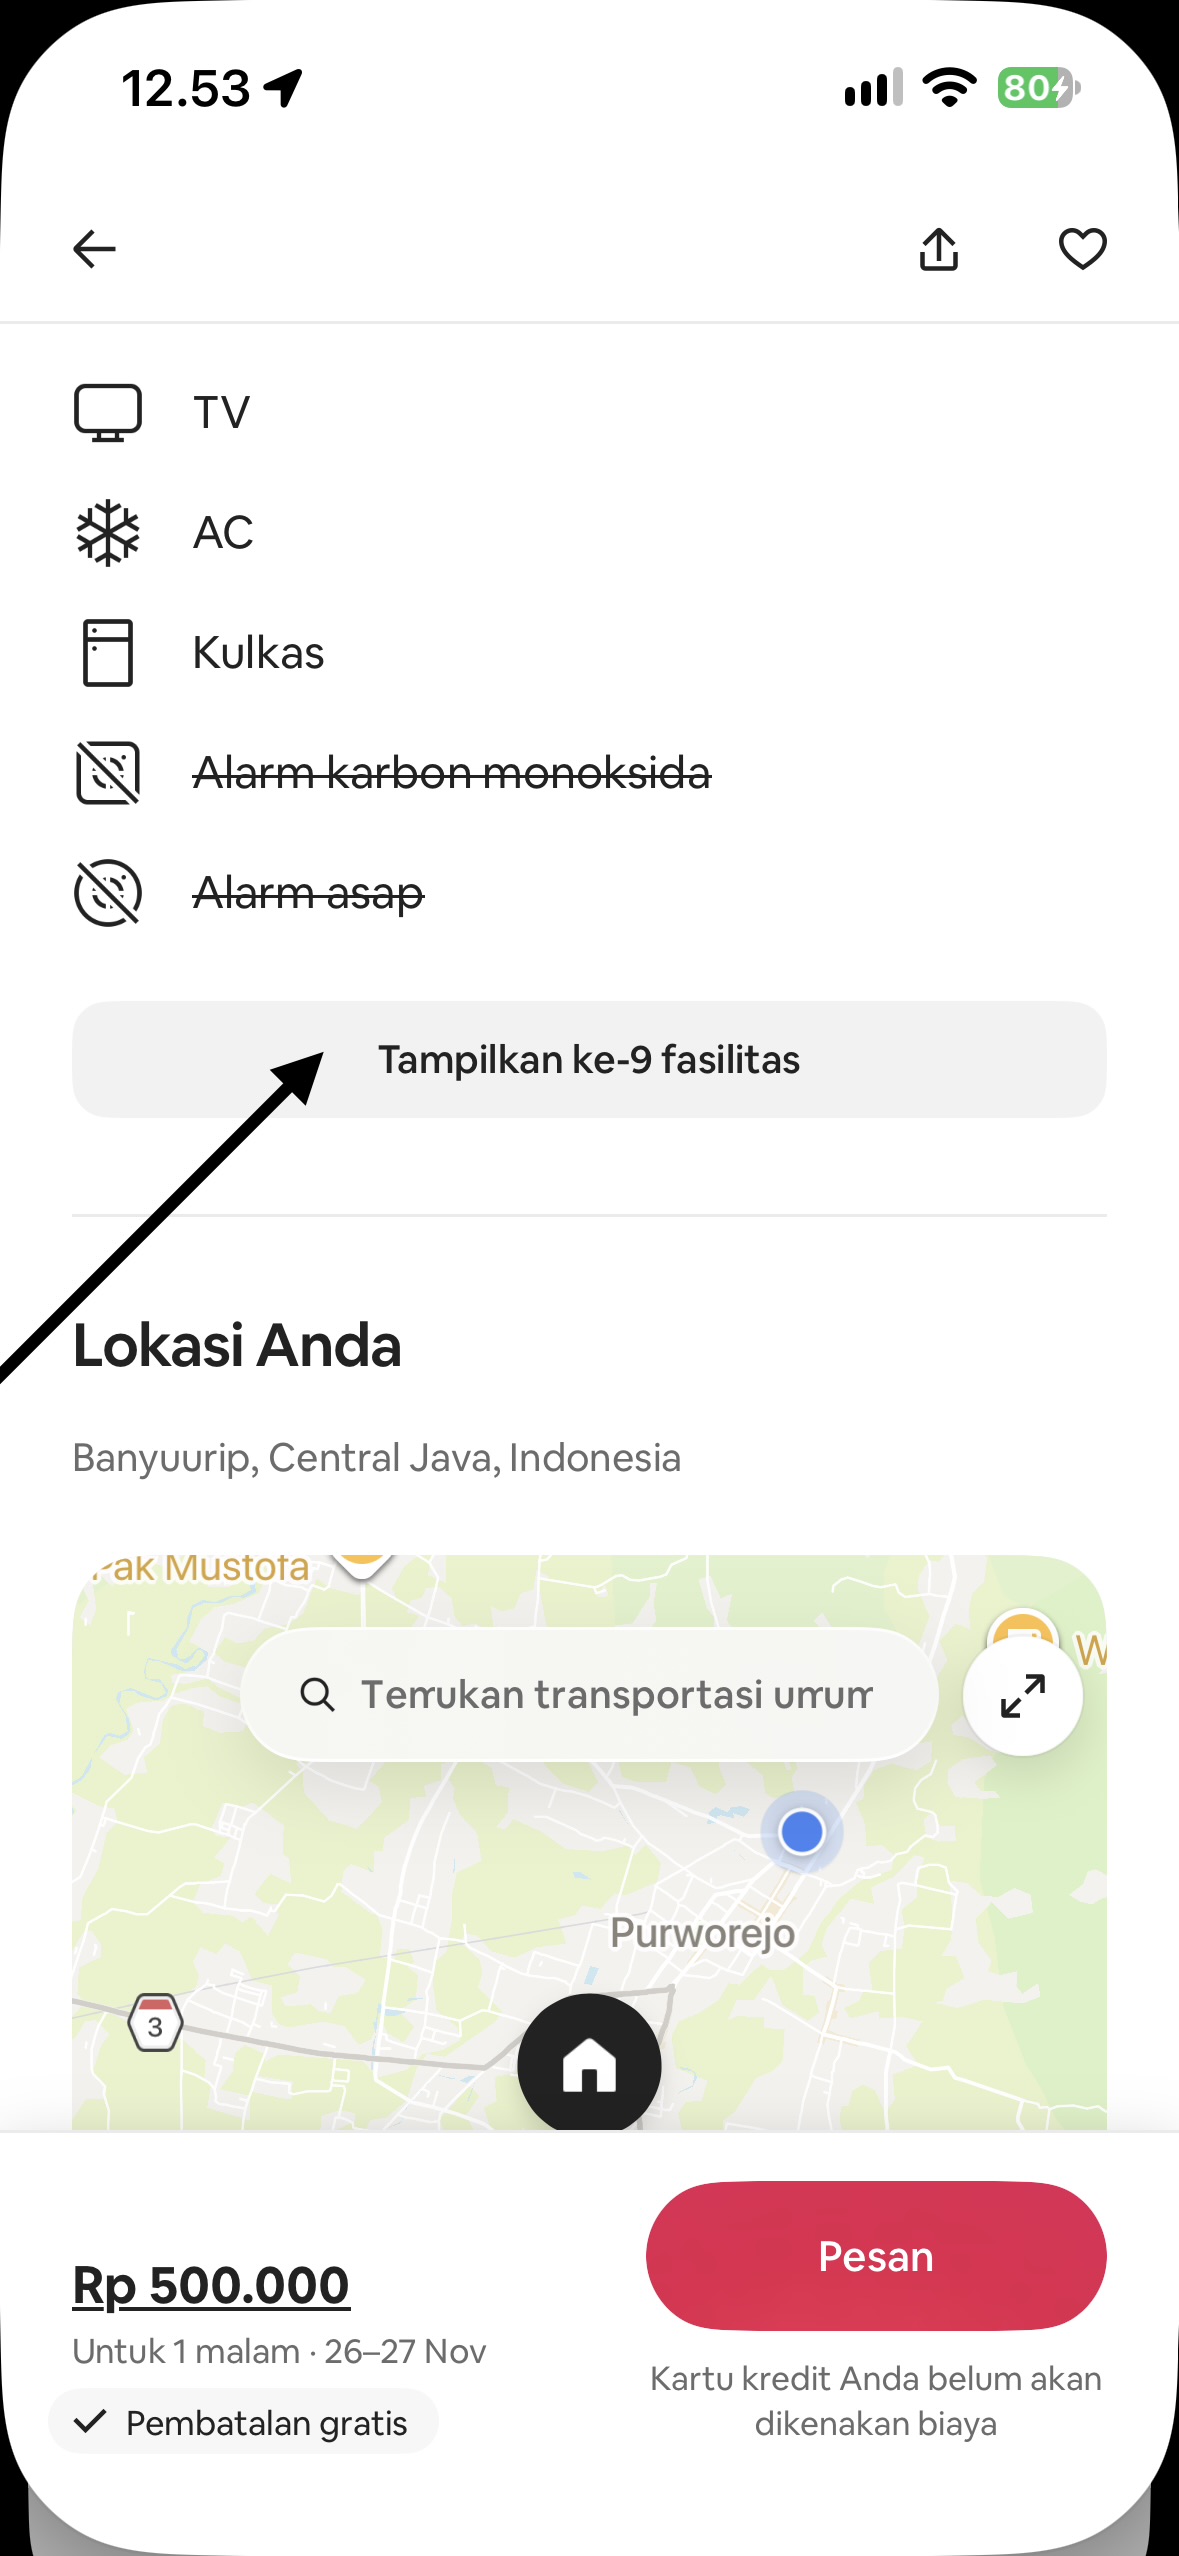 12.53
80
TV
AC
Kulkas
Alarm karbon monoksida
Alarm asap
Tampilkan ke-9 fasilitas
Lokasi Anda
Banyuurip, Central Java, Indonesia
Pak Mustofa
W
Temukan transportasi umum
Purworejo
3
Rp 500.000
Untuk 1 malam · 26–27 Nov
Pembatalan gratis
Pesan
Kartu kredit Anda belum akan
dikenakan biaya